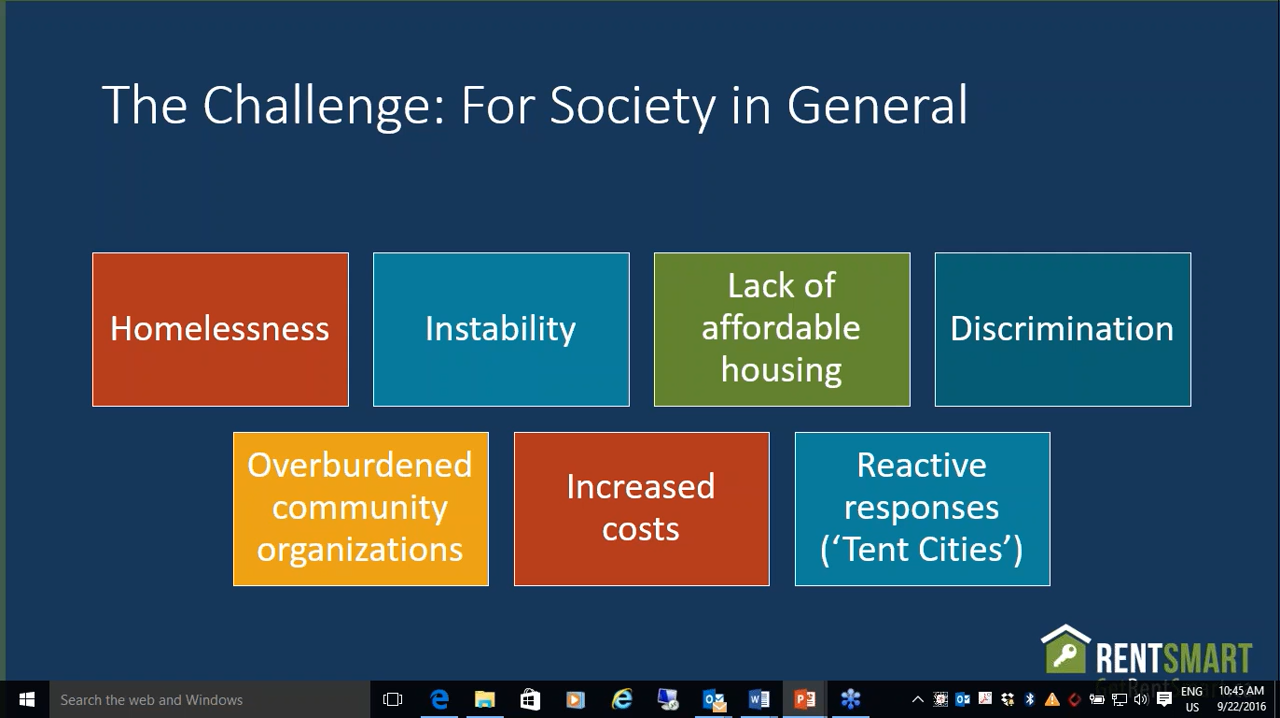 The Challenge: For Society in General
Homelessness
Instability
Lack of
affordable
housing
Discrimination
Overburdened
community
organizations
Increased
costs
Reactive
responses
(‘Tent Cities’)
RENTSMART
Search the web and Windows
ENG
US
10:45 AM
9/22/2016